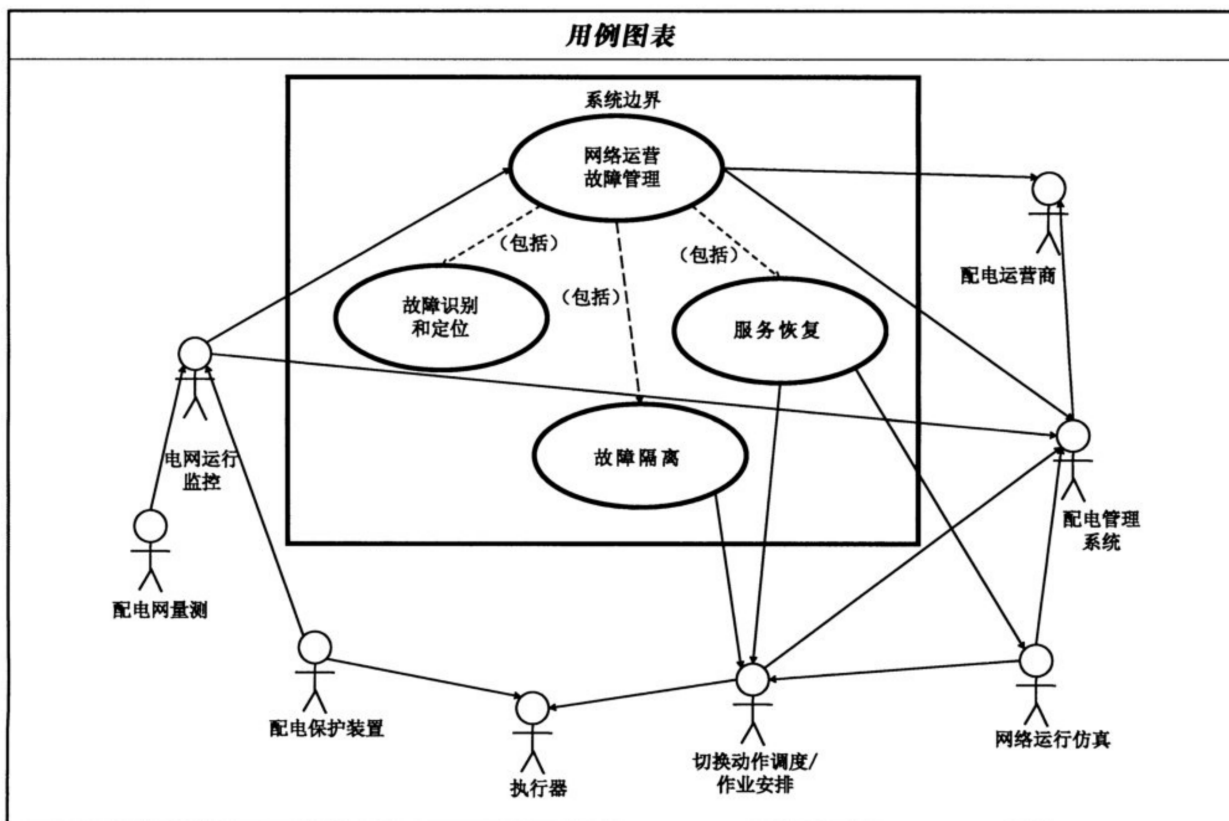 用例图表
系统边界
网络运营
故障管理
（包括）
（包括）
（包括）
故障识别
和定位
服务恢复
故障隔离
配电运营商
电网运行
监控
配电管理
系统
配电网量测
配电保护装置
执行器
切换动作调度/
作业安排
网络运行仿真